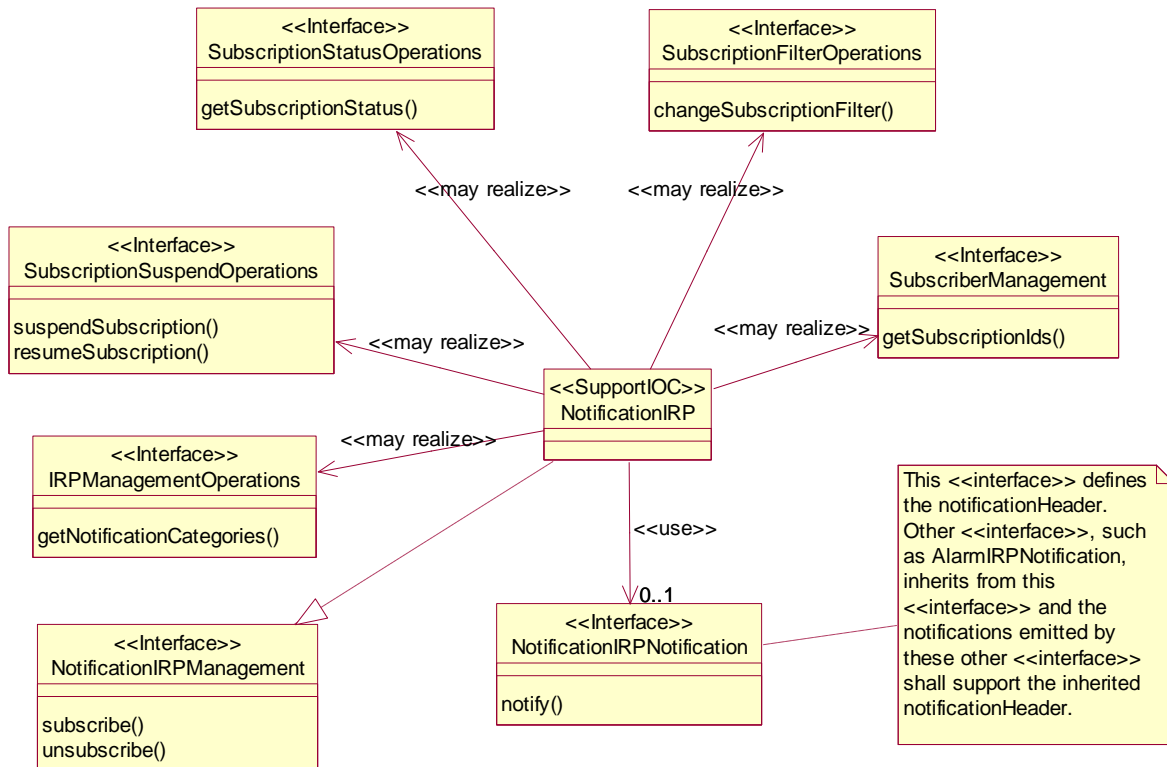 <<Interface>>
SubscriptionStatusOperations
getSubscriptionStatus()
<<Interface>>
SubscriptionFilterOperations
changeSubscriptionFilter()
<<may realize>>
<<may realize>>
<<Interface>>
SubscriptionSuspendOperations
suspendSubscription()
resumeSubscription()
<<Interface>>
SubscriberManagement
getSubscriptionIds()
<<may realize>>
<<may realize>>
<<SupportIOC>>
NotificationIRP
<<may realize>>
<<Interface>>
IRPManagementOperations
getNotificationCategories()
<<use>>
0..1
<<Interface>>
NotificationIRPManagement
subscribe()
unsubscribe()
<<Interface>>
NotificationIRPNotification
notify()
This <<interface>> defines
the notificationHeader.
Other <<interface>>, such
as AlarmIRPNotification,
inherits from this
<<interface>> and the
notifications emitted by
these other <<interface>>
shall support the inherited
notificationHeader.